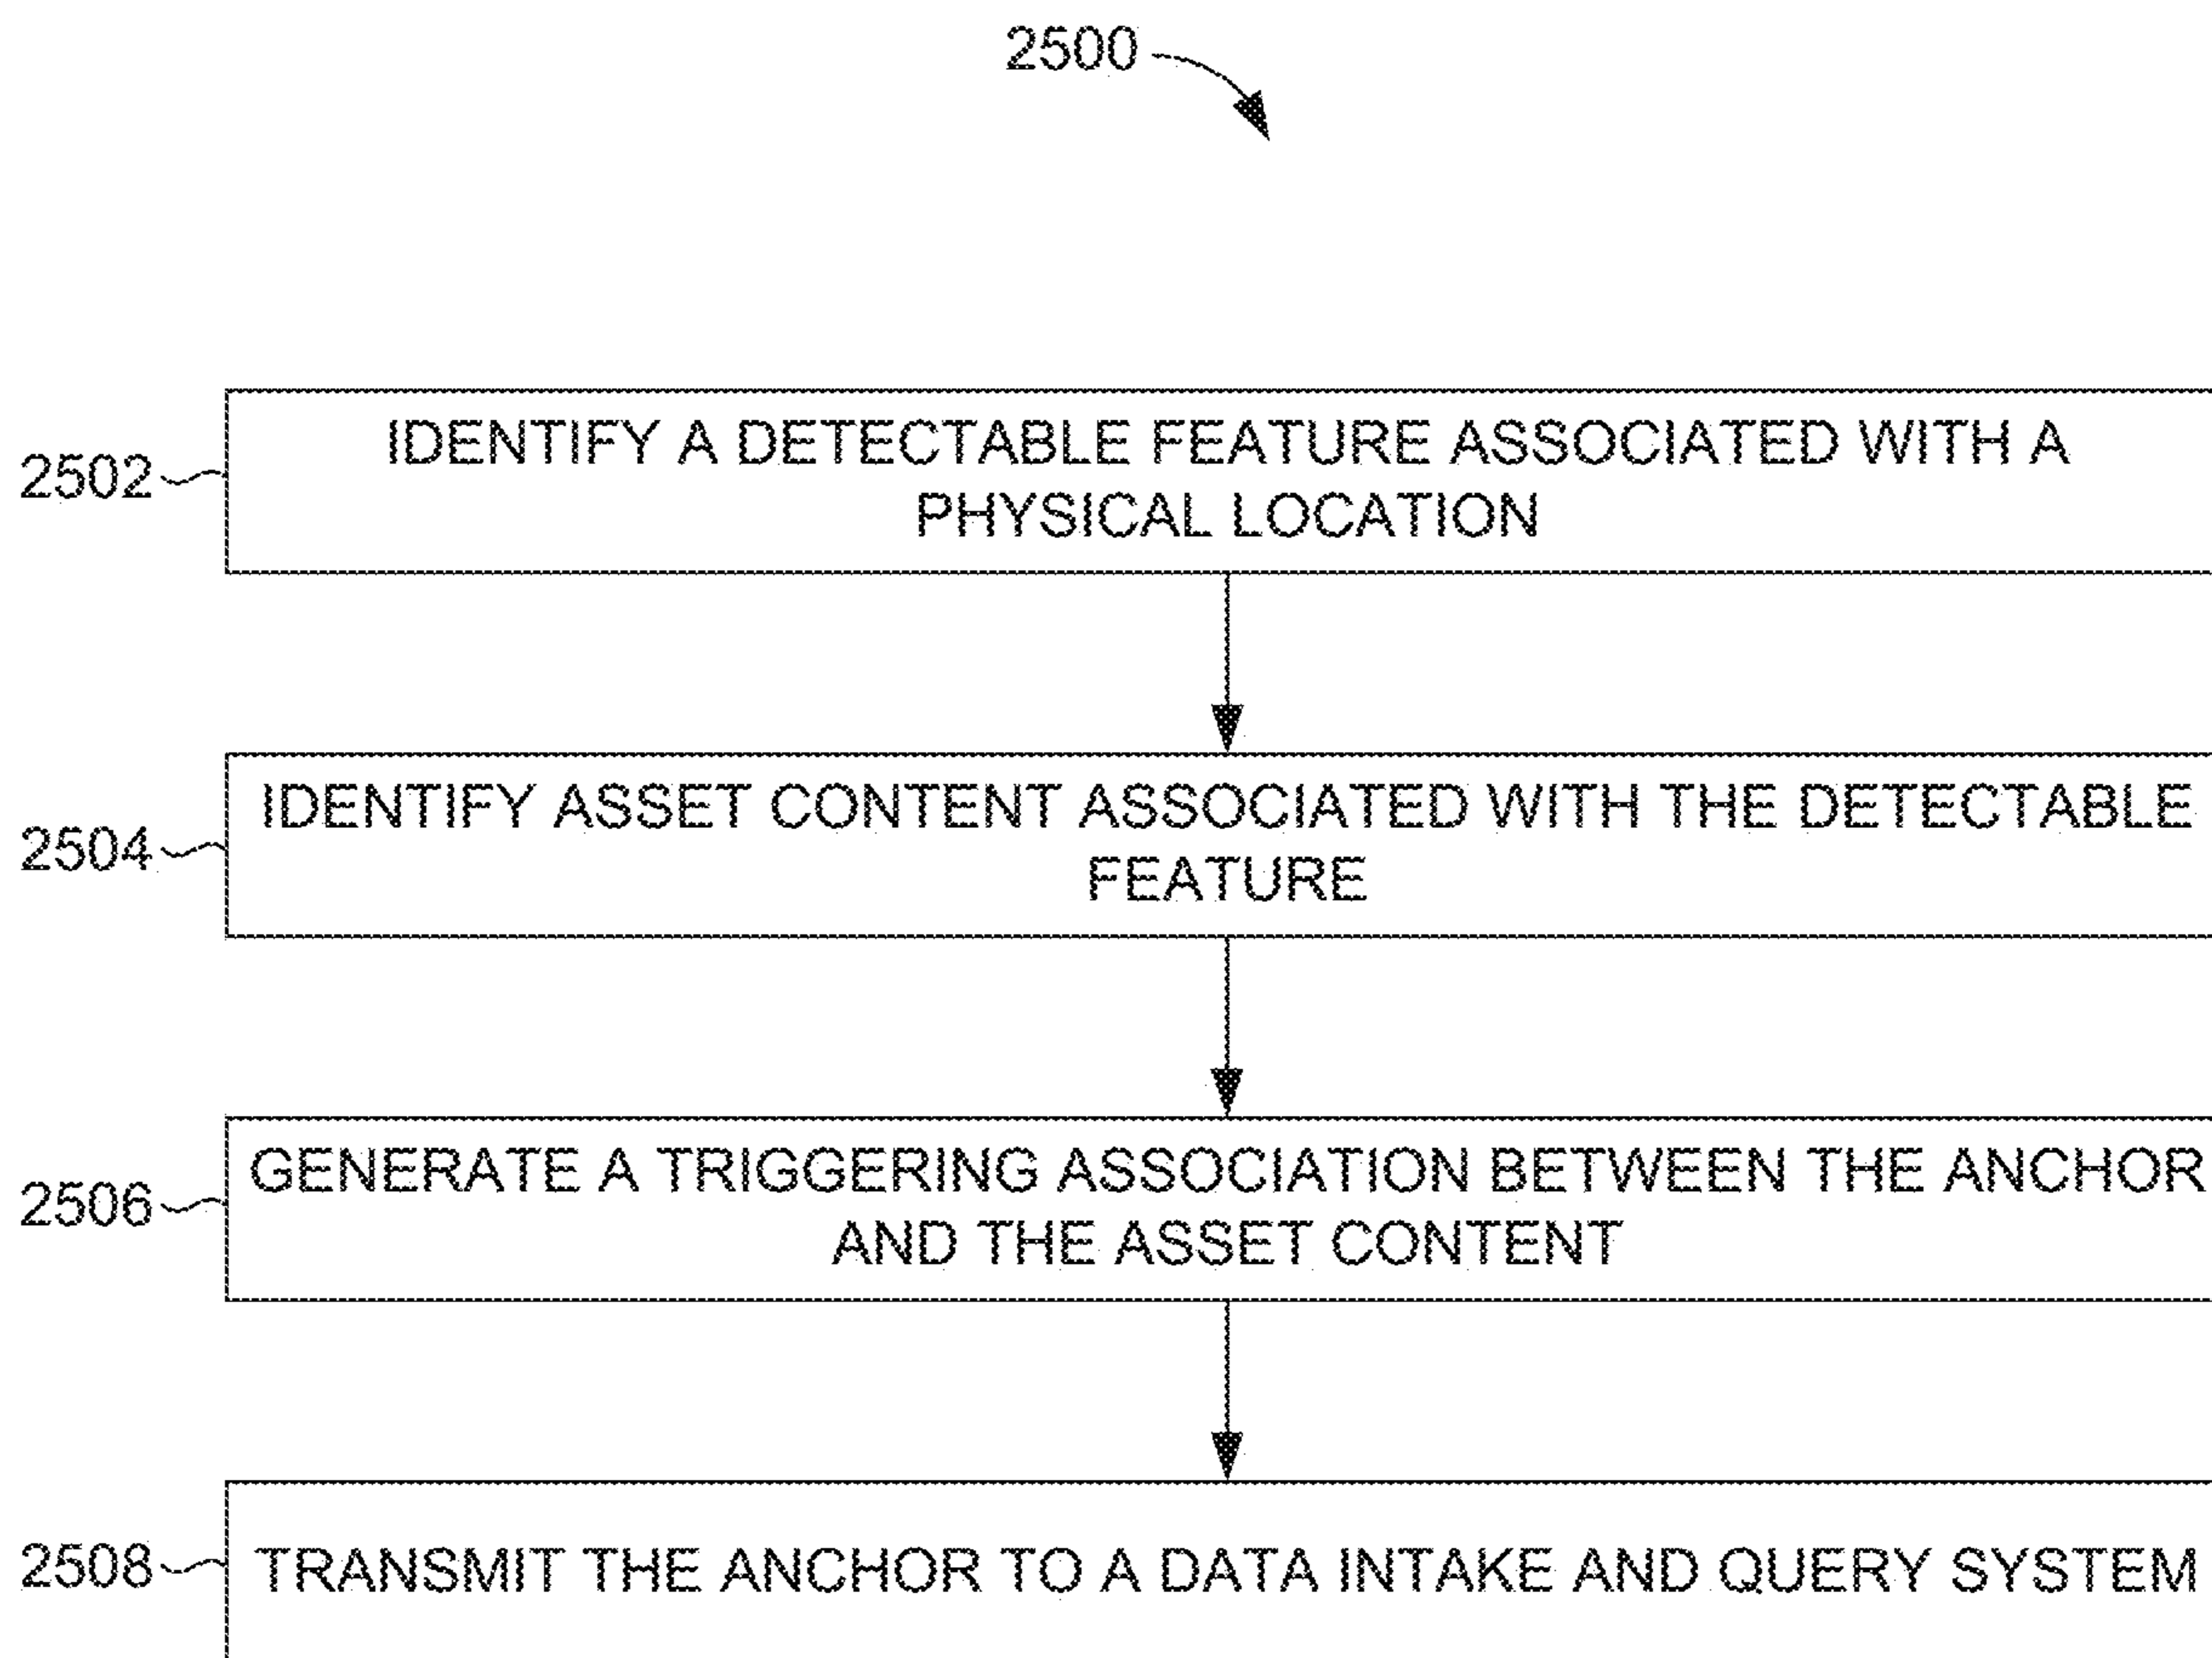 2500
2502
IDENTIFY A DETECTABLE FEATURE ASSOCIATED WITH A
PHYSICAL LOCATION
2504
IDENTIFY ASSET CONTENT ASSOCIATED WITH THE DETECTABLE
FEATURE
2506
GENERATE A TRIGGERING ASSOCIATION BETWEEN THE ANCHOR
AND THE ASSET CONTENT
2508
TRANSMIT THE ANCHOR TO A DATA INTAKE AND QUERY SYSTEM